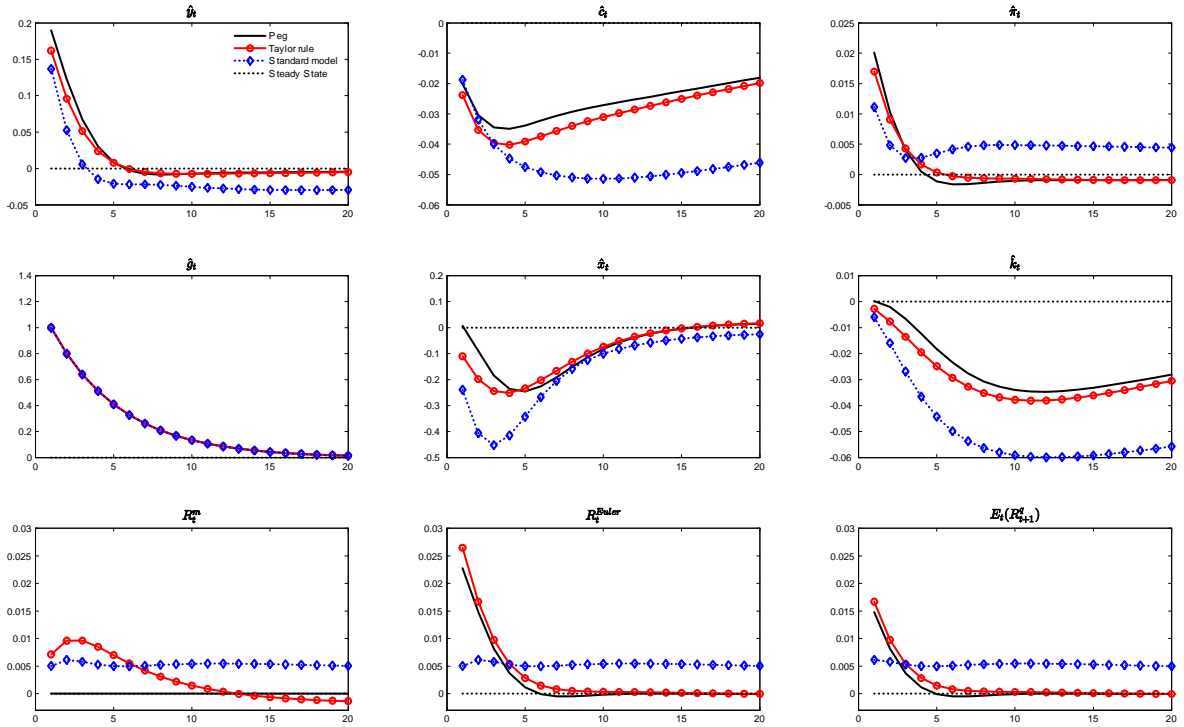 ŷₜ ĉₜ π̂ₜ
0.2 0 0.025
0.15 -0.01 0.02
0.1 -0.02 0.015
0.05 -0.03 0.01
0 -0.04 0.005
-0.05 -0.05 0
-0.06 -0.005
Peg
Taylor rule
Standard model
Steady State
0 5 10 15 20 0 5 10 15 20 0 5 10 15 20
ĝₜ x̂ₜ k̂ₜ
1.4 0.2 0.01
1.2 0.1 0
1 0 -0.01
0.8 -0.1 -0.02
0.6 -0.2 -0.03
0.4 -0.3 -0.04
0.2 -0.4 -0.05
0 -0.5 -0.06
0 5 10 15 20 0 5 10 15 20 0 5 10 15 20
Rₜᵐ Rₜᴱᵘˡᵉʳ Eₜ(R^q_{t+1})
0.03 0.03 0.03
0.025 0.025 0.025
0.02 0.02 0.02
0.015 0.015 0.015
0.01 0.01 0.01
0.005 0.005 0.005
0 0 0
0 5 10 15 20 0 5 10 15 20 0 5 10 15 20